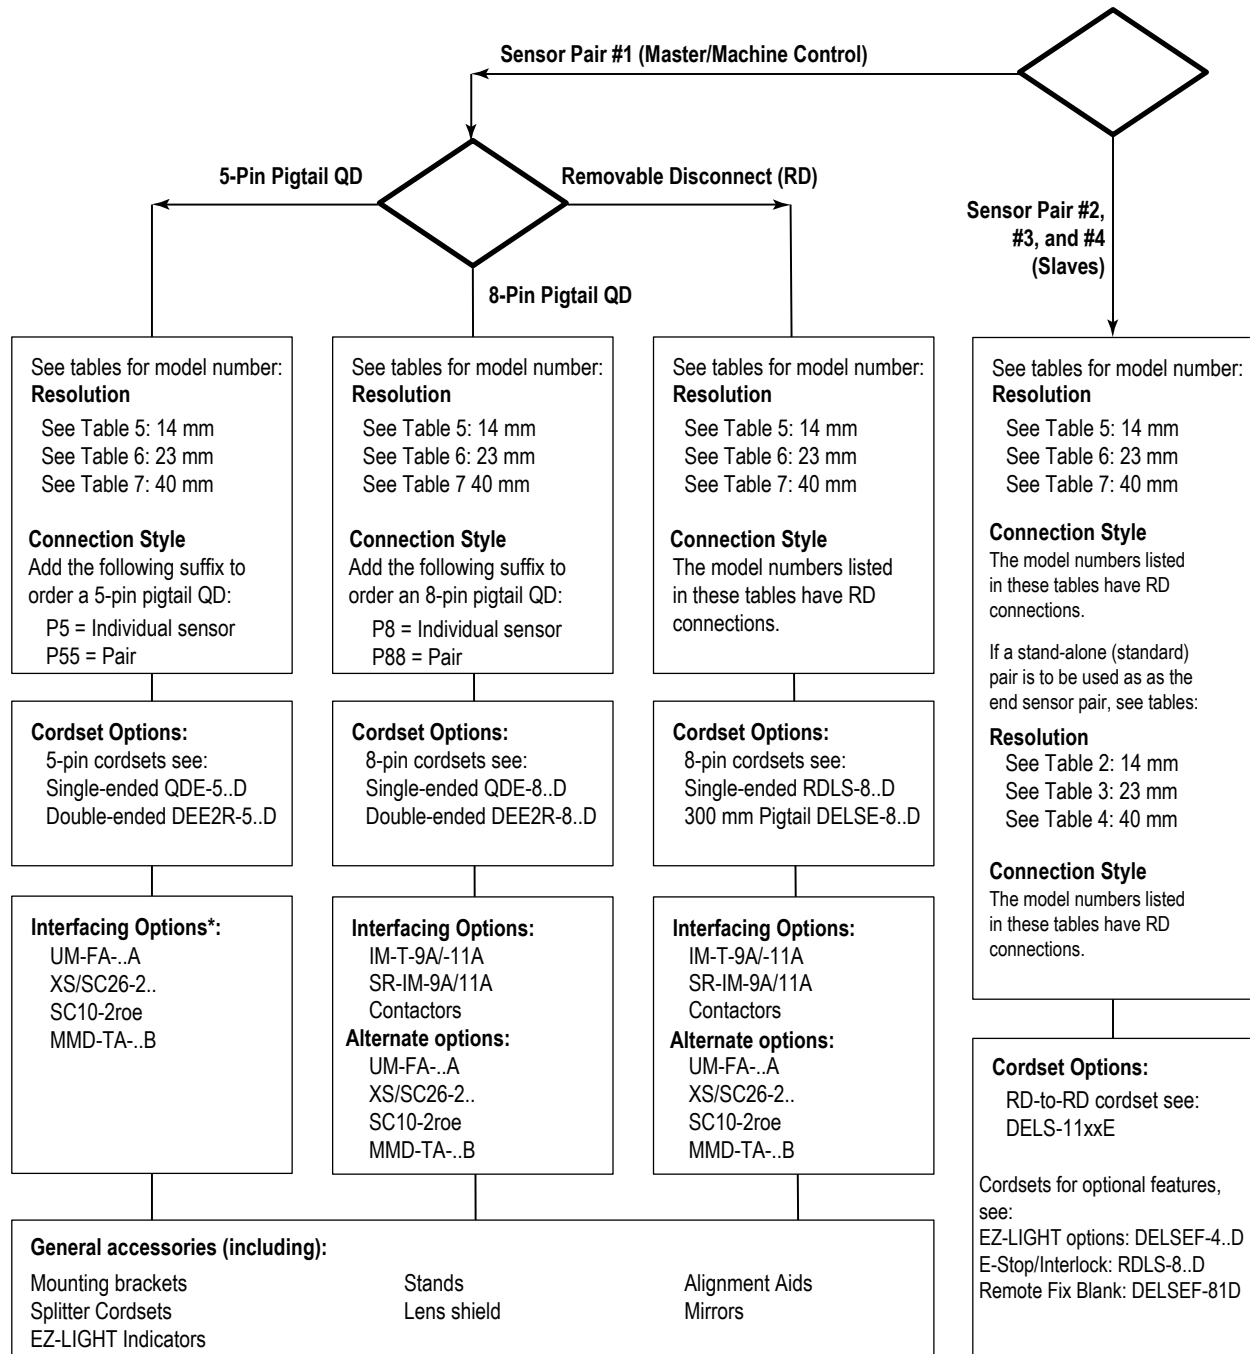 Sensor Pair #1 (Master/Machine Control)
5-Pin Pigtail QD
Removable Disconnect (RD)
8-Pin Pigtail QD
Sensor Pair #2,
#3, and #4
(Slaves)
See tables for model number:
Resolution
See Table 5: 14 mm
See Table 6: 23 mm
See Table 7: 40 mm
Connection Style
Add the following suffix to
order a 5-pin pigtail QD:
P5 = Individual sensor
P55 = Pair
Cordset Options:
5-pin cordsets see:
Single-ended QDE-5..D
Double-ended DEE2R-5..D
Interfacing Options*:
UM-FA-..A
XS/SC26-2..
SC10-2roe
MMD-TA-..B
See tables for model number:
Resolution
See Table 5: 14 mm
See Table 6: 23 mm
See Table 7 40 mm
Connection Style
Add the following suffix to
order an 8-pin pigtail QD:
P8 = Individual sensor
P88 = Pair
Cordset Options:
8-pin cordsets see:
Single-ended QDE-8..D
Double-ended DEE2R-8..D
Interfacing Options:
IM-T-9A/-11A
SR-IM-9A/11A
Contactors
Alternate options:
UM-FA-..A
XS/SC26-2..
SC10-2roe
MMD-TA-..B
See tables for model number:
Resolution
See Table 5: 14 mm
See Table 6: 23 mm
See Table 7: 40 mm
Connection Style
The model numbers listed
in these tables have RD
connections.
Cordset Options:
8-pin cordsets see:
Single-ended RDLS-8..D
300 mm Pigtail DELSE-8..D
Interfacing Options:
IM-T-9A/-11A
SR-IM-9A/11A
Contactors
Alternate options:
UM-FA-..A
XS/SC26-2..
SC10-2roe
MMD-TA-..B
See tables for model number:
Resolution
See Table 5: 14 mm
See Table 6: 23 mm
See Table 7: 40 mm
Connection Style
The model numbers listed
in these tables have RD
connections.
If a stand-alone (standard)
pair is to be used as as the
end sensor pair, see tables:
Resolution
See Table 2: 14 mm
See Table 3: 23 mm
See Table 4: 40 mm
Connection Style
The model numbers listed
in these tables have RD
connections.
Cordset Options:
RD-to-RD cordset see:
DELS-11xxE
Cordsets for optional features,
see:
EZ-LIGHT options: DELSEF-4..D
E-Stop/Interlock: RDLS-8..D
Remote Fix Blank: DELSEF-81D
General accessories (including):
Mounting brackets
Splitter Cordsets
EZ-LIGHT Indicators
Stands
Lens shield
Alignment Aids
Mirrors